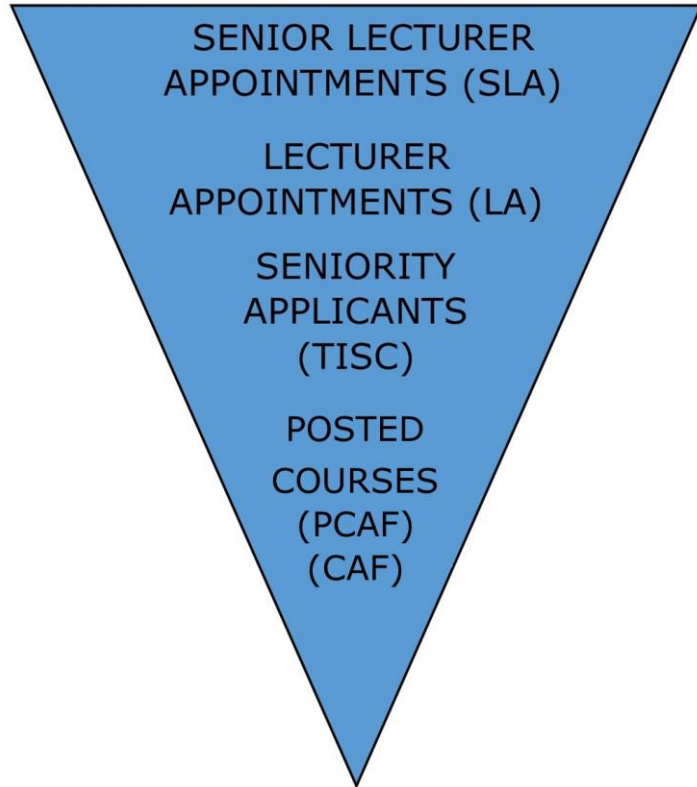 SENIOR LECTURER
APPOINTMENTS (SLA)
LECTURER
APPOINTMENTS (LA)
SENIORITY
APPLICANTS
(TISC)
POSTED
COURSES
(PCAF)
(CAF)